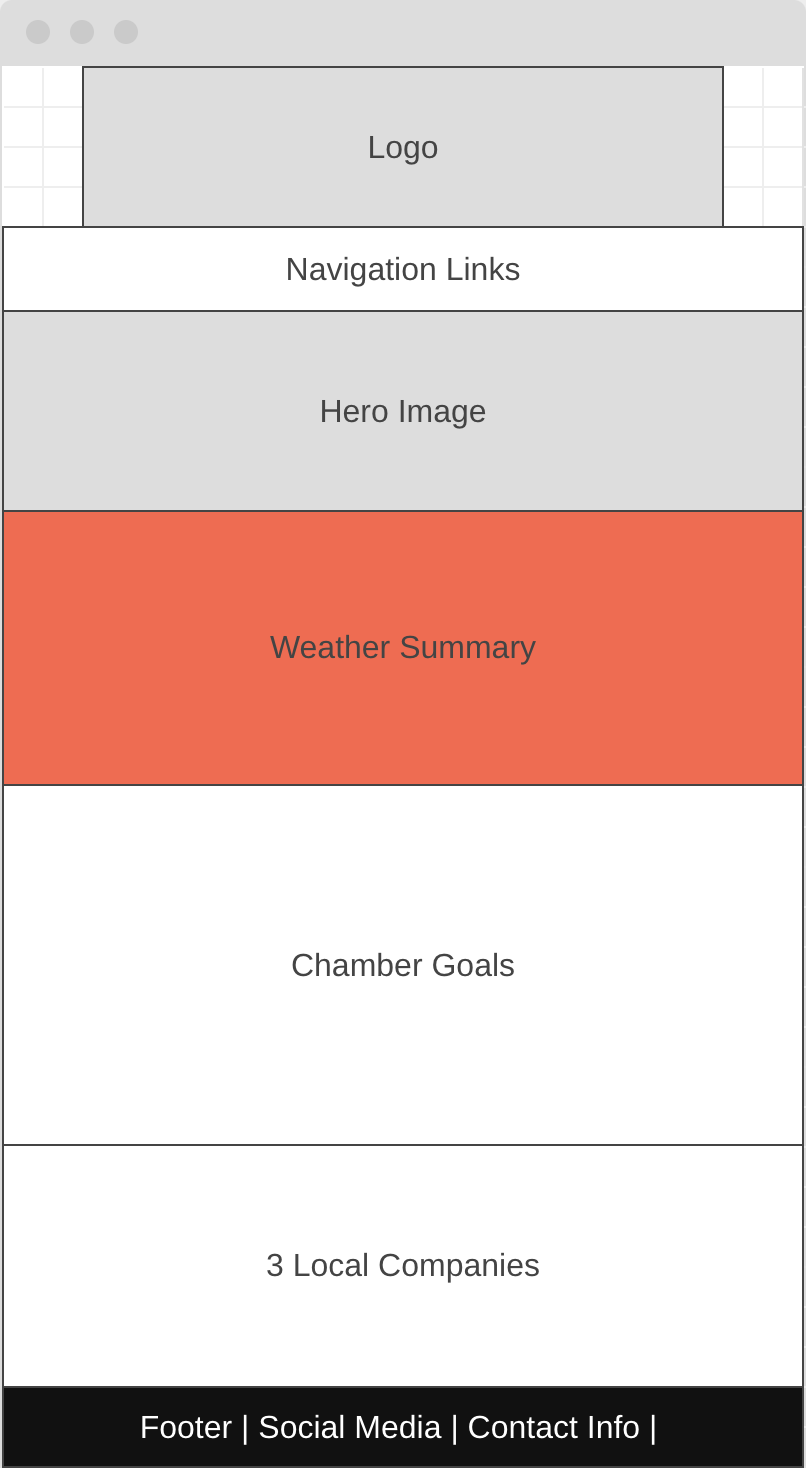 Logo
Navigation Links
Hero Image
Weather Summary
Chamber Goals
3 Local Companies
Footer | Social Media | Contact Info |